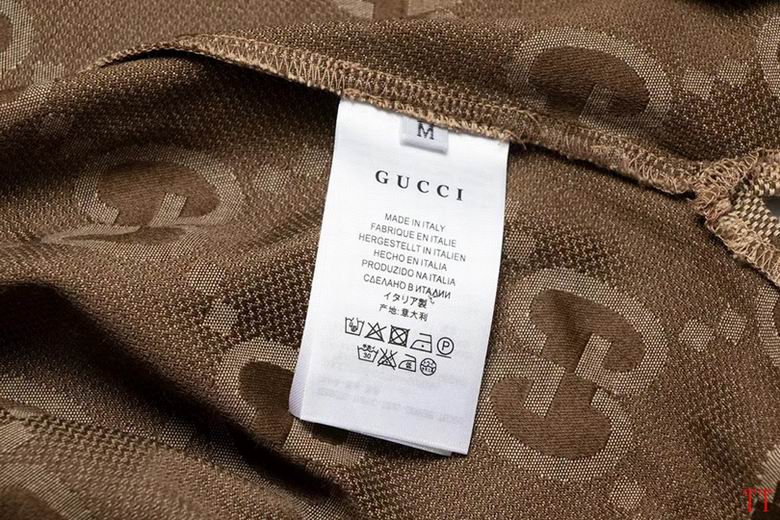 M
GUCCI
MADE IN ITALY
FABRIQUE EN ITALIE
HERGESTELLT IN ITALIEN
HECHO EN ITALIA
PRODUZIDO NA ITALIA
СДЕЛАНО В ИТАДИИ
イタリア製
产地:意大利
P
30
TT